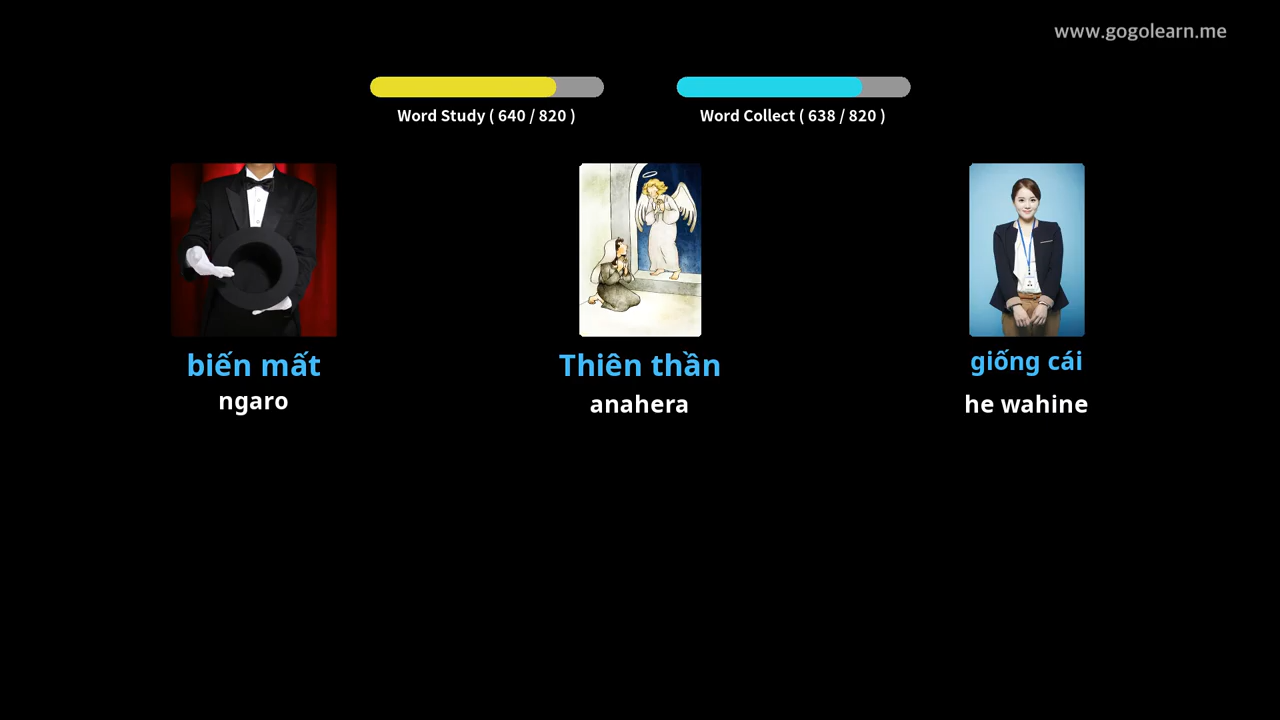 www.gogolearn.me
Word Study ( 640 / 820 )
Word Collect ( 638 / 820 )
biến mất
ngaro
Thiên thần
anahera
giống cái
he wahine